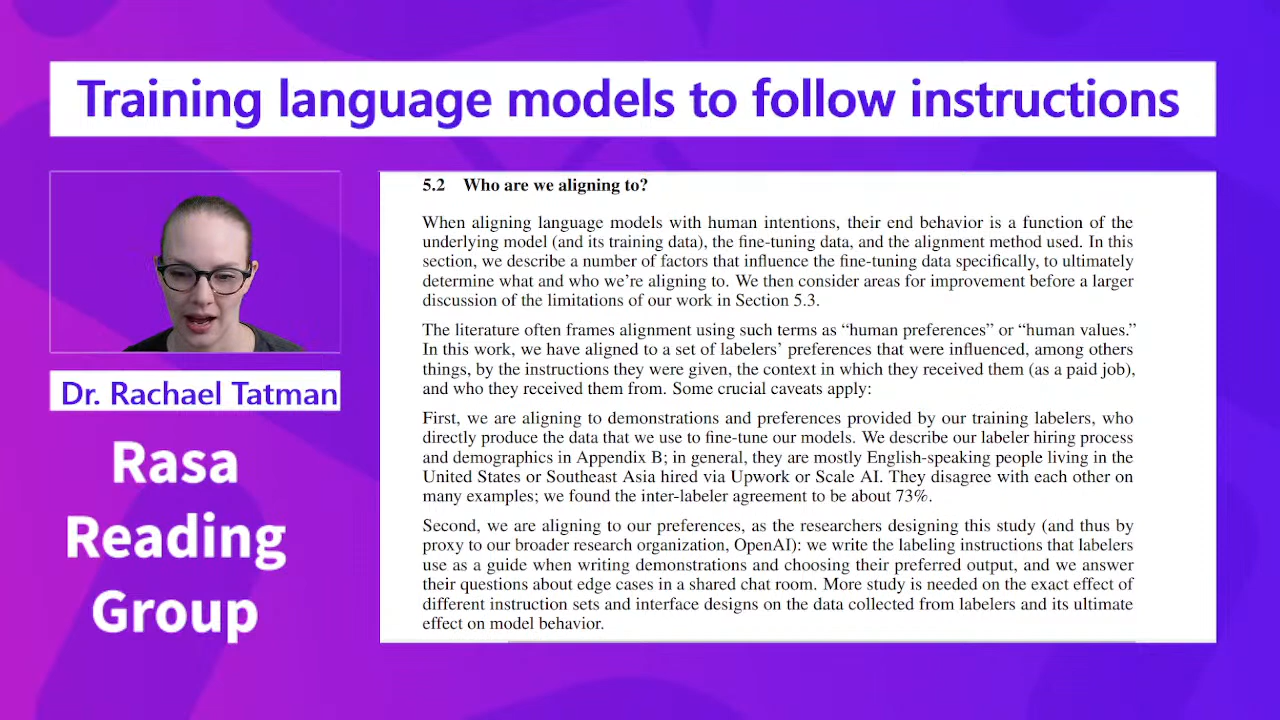 Training language models to follow instructions
5.2 Who are we aligning to?
When aligning language models with human intentions, their end behavior is a function of the
underlying model (and its training data), the fine-tuning data, and the alignment method used. In this
section, we describe a number of factors that influence the fine-tuning data specifically, to ultimately
determine what and who we're aligning to. We then consider areas for improvement before a larger
discussion of the limitations of our work in Section 5.3.
The literature often frames alignment using such terms as “human preferences” or “human values.”
In this work, we have aligned to a set of labelers' preferences that were influenced, among others
things, by the instructions they were given, the context in which they received them (as a paid job),
and who they received them from. Some crucial caveats apply:
First, we are aligning to demonstrations and preferences provided by our training labelers, who
directly produce the data that we use to fine-tune our models. We describe our labeler hiring process
and demographics in Appendix B; in general, they are mostly English-speaking people living in the
United States or Southeast Asia hired via Upwork or Scale AI. They disagree with each other on
many examples; we found the inter-labeler agreement to be about 73%.
Second, we are aligning to our preferences, as the researchers designing this study (and thus by
proxy to our broader research organization, OpenAI): we write the labeling instructions that labelers
use as a guide when writing demonstrations and choosing their preferred output, and we answer
their questions about edge cases in a shared chat room. More study is needed on the exact effect of
different instruction sets and interface designs on the data collected from labelers and its ultimate
effect on model behavior.
Dr. Rachael Tatman
Rasa
Reading
Group